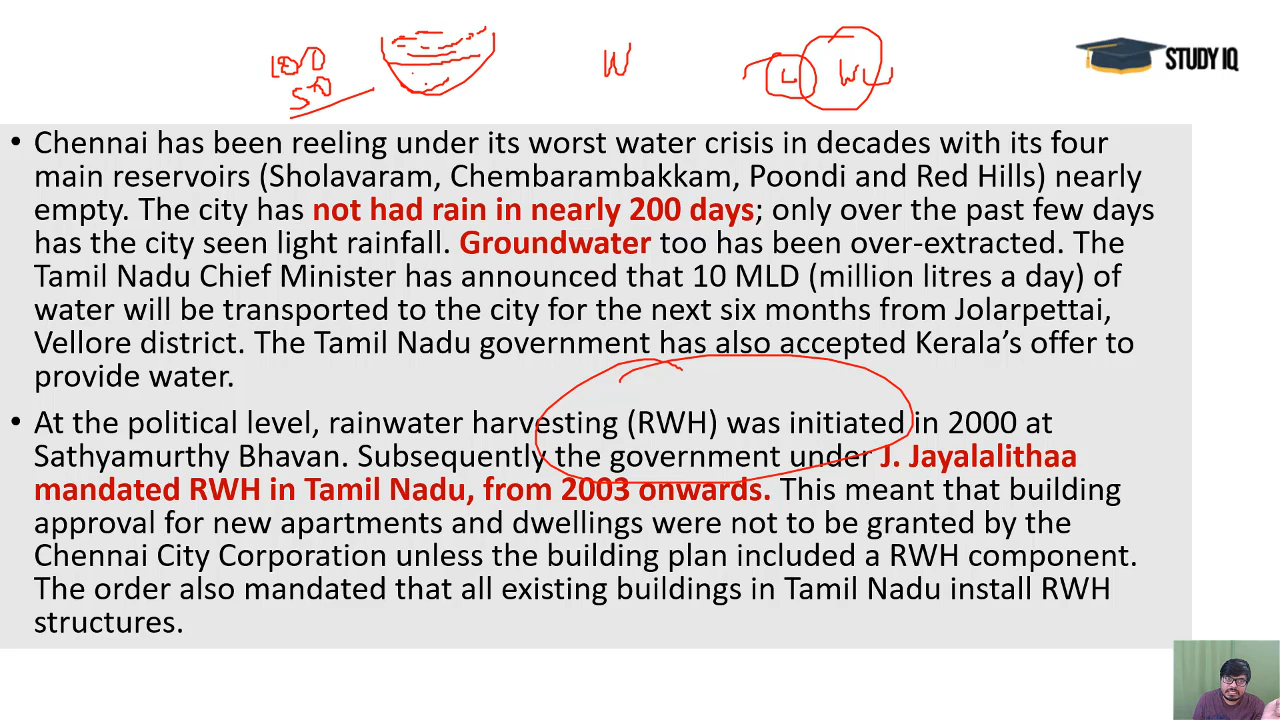 W
L W
STUDY IQ
• Chennai has been reeling under its worst water crisis in decades with its four
main reservoirs (Sholavaram, Chembarambakkam, Poondi and Red Hills) nearly
empty. The city has not had rain in nearly 200 days; only over the past few days
has the city seen light rainfall. Groundwater too has been over-extracted. The
Tamil Nadu Chief Minister has announced that 10 MLD (million litres a day) of
water will be transported to the city for the next six months from Jolarpettai,
Vellore district. The Tamil Nadu government has also accepted Kerala’s offer to
provide water.
• At the political level, rainwater harvesting (RWH) was initiated in 2000 at
Sathyamurthy Bhavan. Subsequently the government under J. Jayalalithaa
mandated RWH in Tamil Nadu, from 2003 onwards. This meant that building
approval for new apartments and dwellings were not to be granted by the
Chennai City Corporation unless the building plan included a RWH component.
The order also mandated that all existing buildings in Tamil Nadu install RWH
structures.